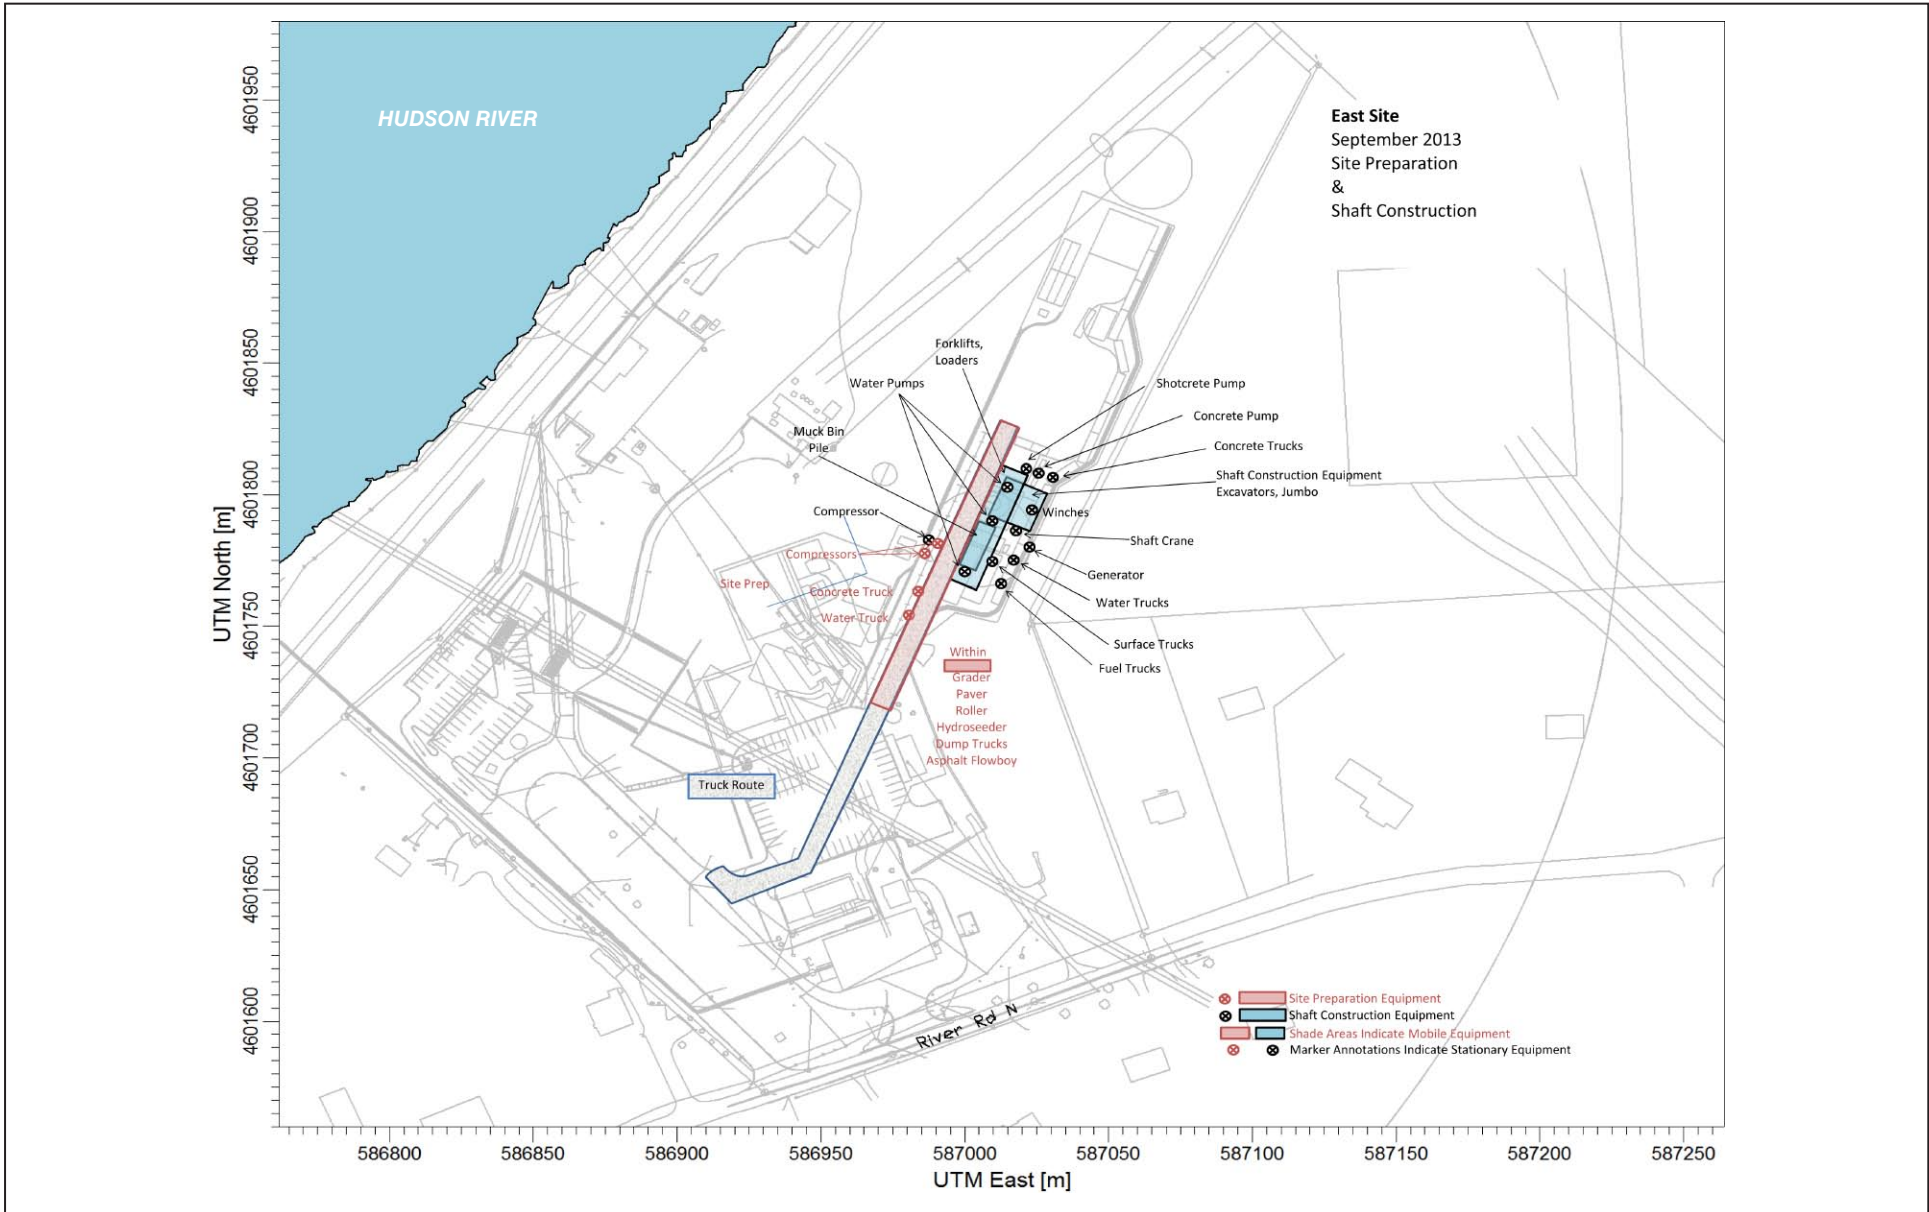 HUDSON RIVER
East Site
September 2013
Site Preparation
&
Shaft Construction
Forklifts,
Loaders
Water Pumps
Muck Bin
Pile
Shotcrete Pump
Concrete Pump
Concrete Trucks
Shaft Construction Equipment
Excavators, Jumbo
Winches
Compressor
Shaft Crane
Compressors
Generator
Site Prep
Concrete Truck
Water Trucks
Water Truck
Surface Trucks
Fuel Trucks
Within
Grader
Paver
Roller
Hydroseeder
Dump Trucks
Asphalt Flowboy
Truck Route
River Rd N
Site Preparation Equipment
Shaft Construction Equipment
Shade Areas Indicate Mobile Equipment
Marker Annotations Indicate Stationary Equipment
UTM North [m]
4601950
4601900
4601850
4601800
4601750
4601700
4601650
4601600
586800 586850 586900 586950 587000 587050 587100 587150 587200 587250
UTM East [m]